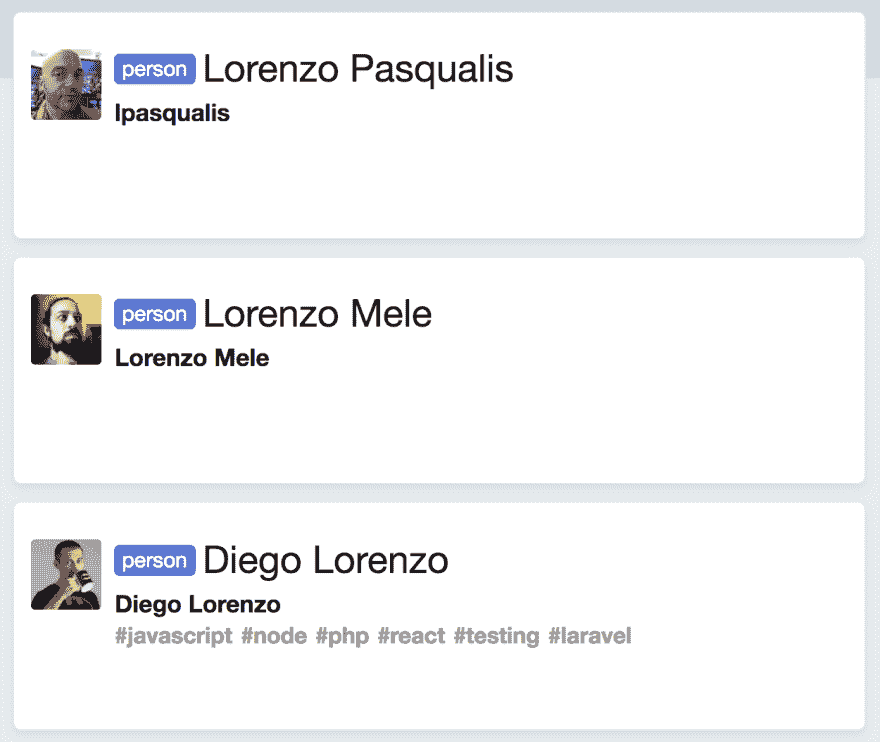 person Lorenzo Pasqualis
lpasqualis
person Lorenzo Mele
Lorenzo Mele
person Diego Lorenzo
Diego Lorenzo
#javascript #node #php #react #testing #laravel